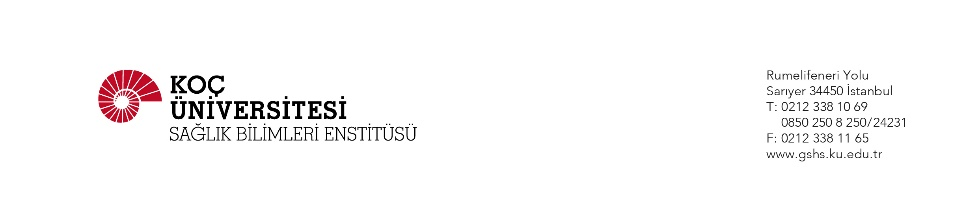 KOÇ
ÜNİVERSİTESİ
SAĞLIK BİLİMLERİ ENSTİTÜSÜ
Rumelifeneri Yolu
Sarıyer 34450 İstanbul
T: 0212 338 10 69
0850 250 8 250/24231
F: 0212 338 11 65
www.gshs.ku.edu.tr